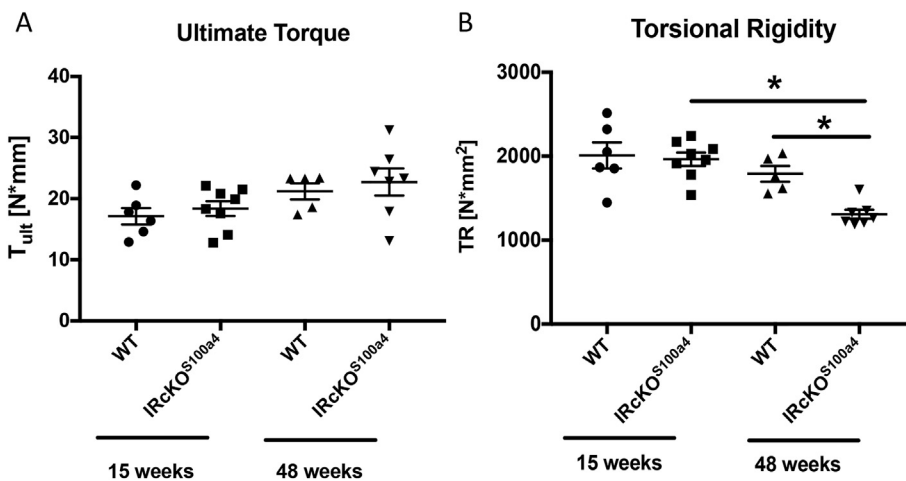 A
Ultimate Torque
T_ult [N*mm]
40
30
20
10
0
WT
IRcKO^S100a4
WT
IRcKO^S100a4
15 weeks
48 weeks
B
Torsional Rigidity
TR [N*mm²]
3000
2000
1000
0
*
*
WT
IRcKO^S100a4
WT
IRcKO^S100a4
15 weeks
48 weeks